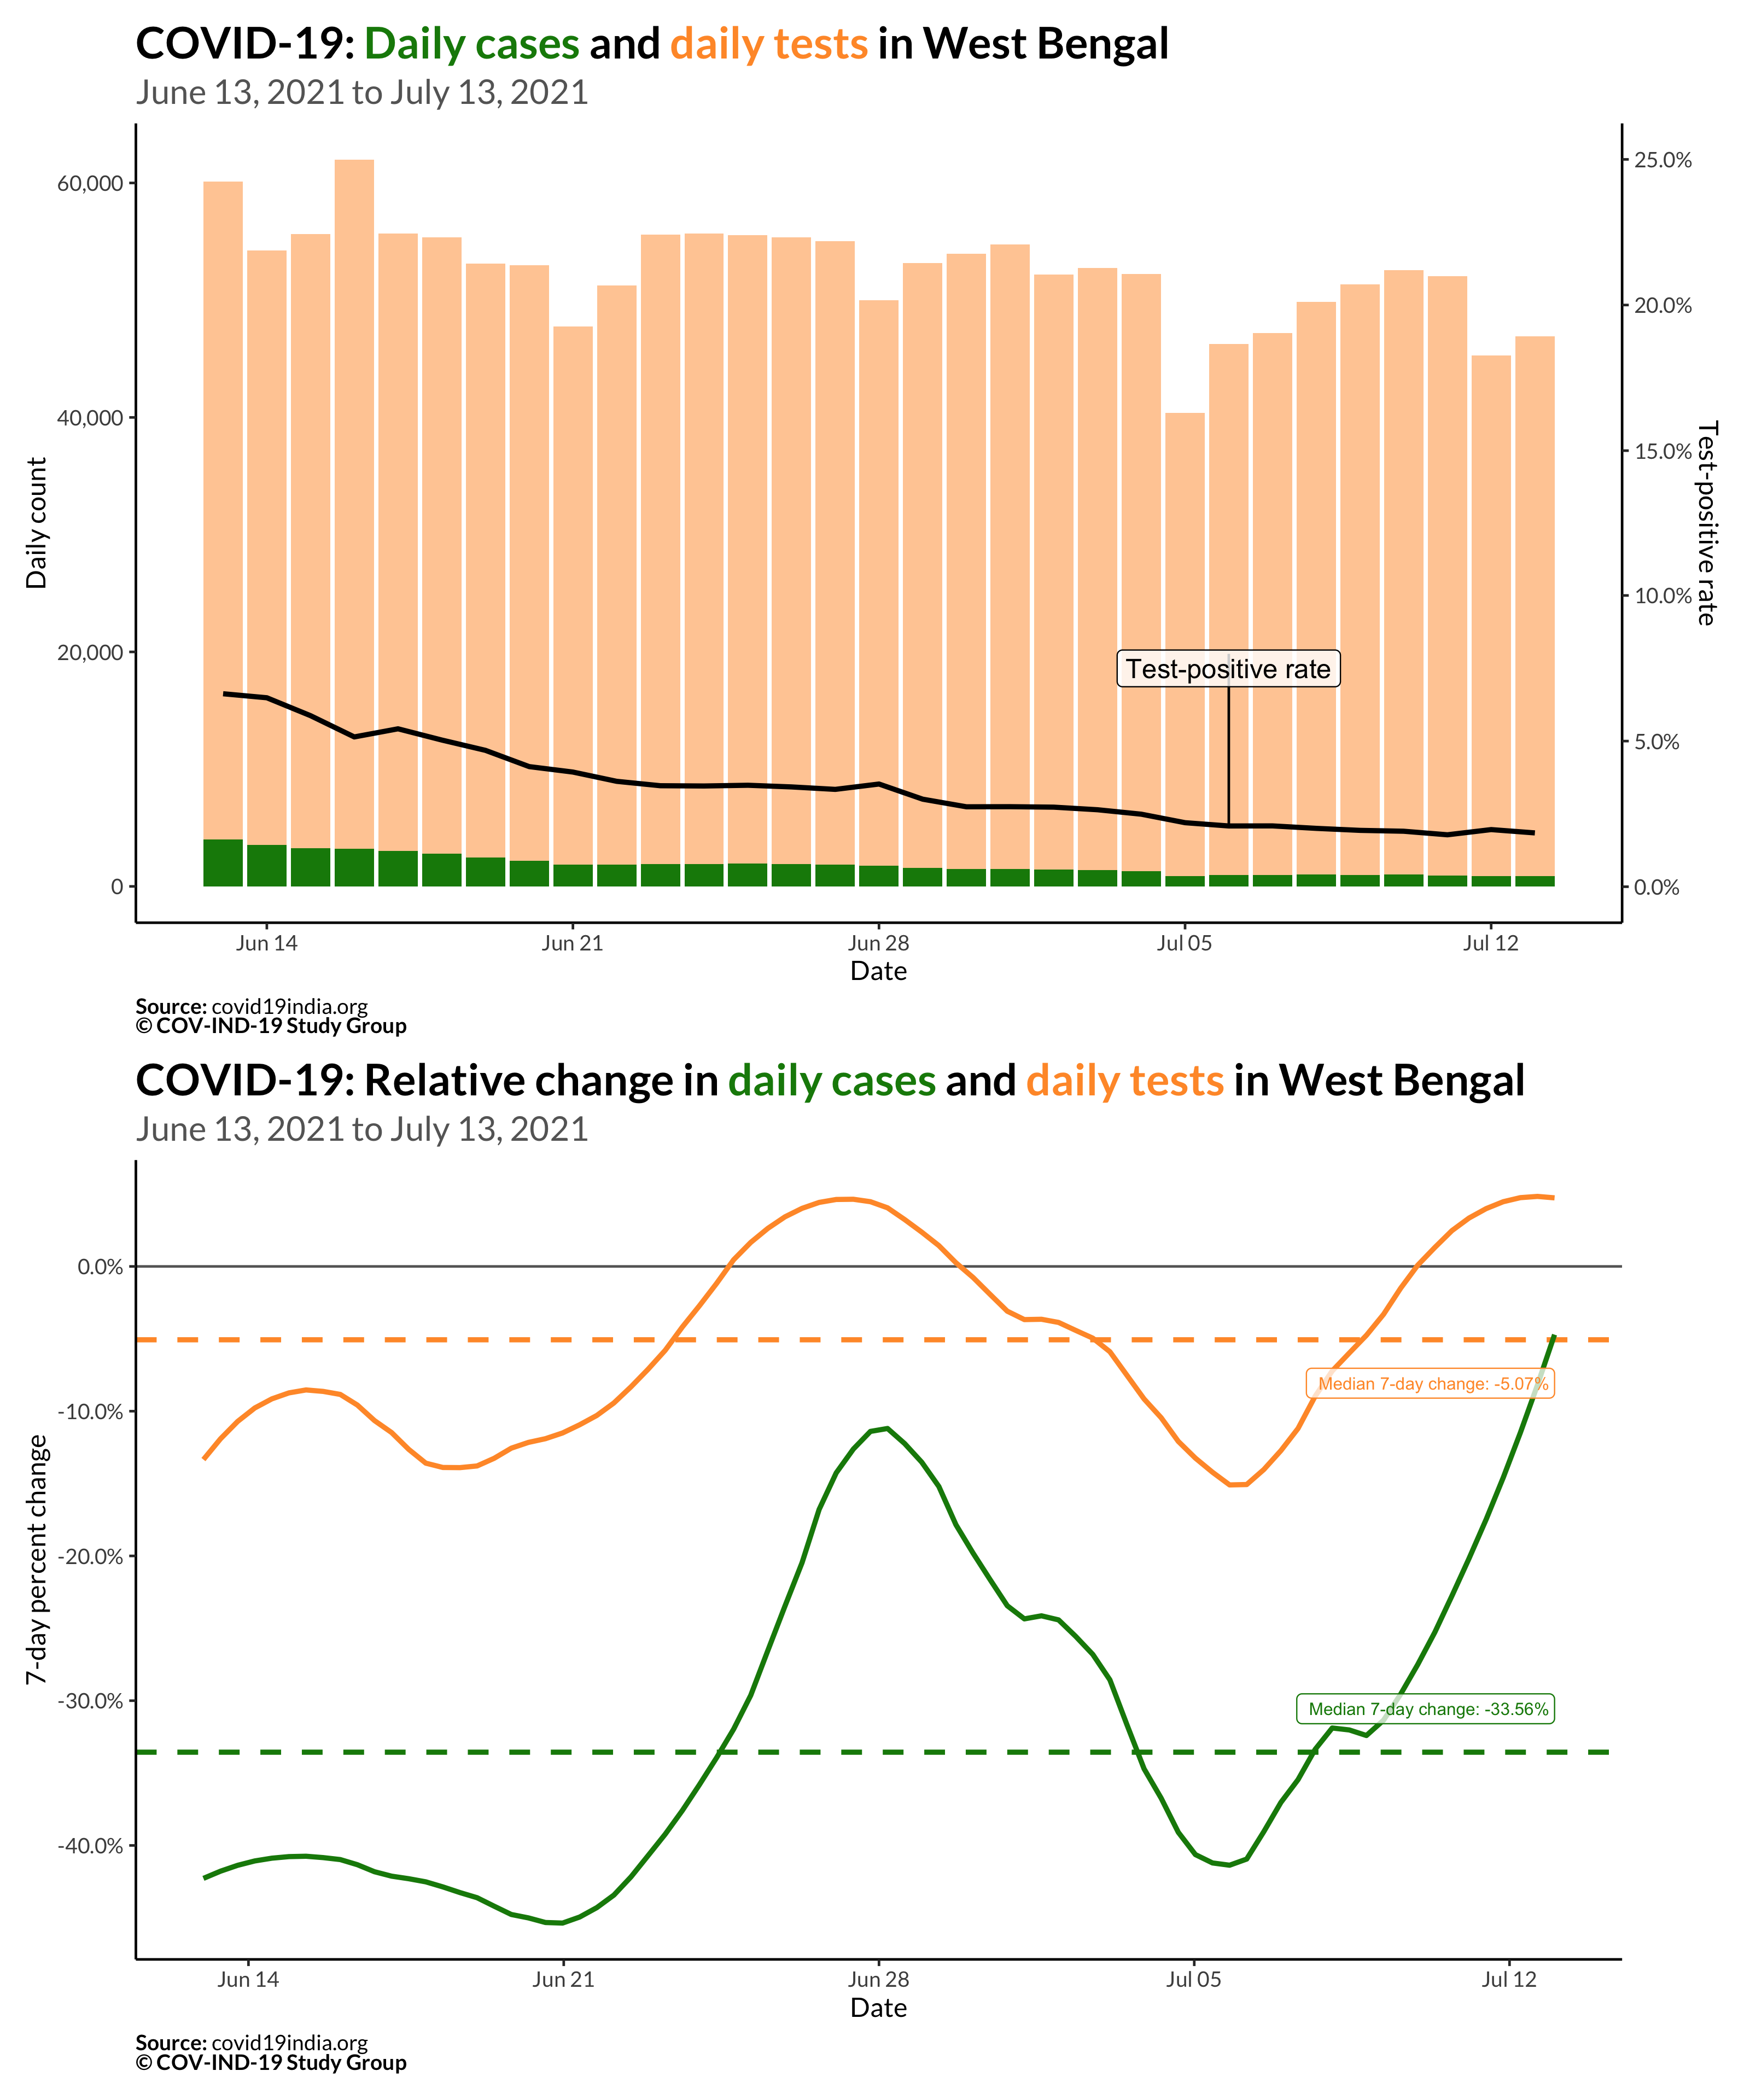 COVID-19: Daily cases and daily tests in West Bengal
June 13, 2021 to July 13, 2021
Daily count
60,000
40,000
20,000
0
25.0%
20.0%
15.0%
10.0%
5.0%
0.0%
Test-positive rate
Test-positive rate
Jun 14
Jun 21
Jun 28
Jul 05
Jul 12
Date
Source: covid19india.org
© COV-IND-19 Study Group
COVID-19: Relative change in daily cases and daily tests in West Bengal
June 13, 2021 to July 13, 2021
7-day percent change
0.0%
-10.0%
-20.0%
-30.0%
-40.0%
Median 7-day change: -5.07%
Median 7-day change: -33.56%
Jun 14
Jun 21
Jun 28
Jul 05
Jul 12
Date
Source: covid19india.org
© COV-IND-19 Study Group